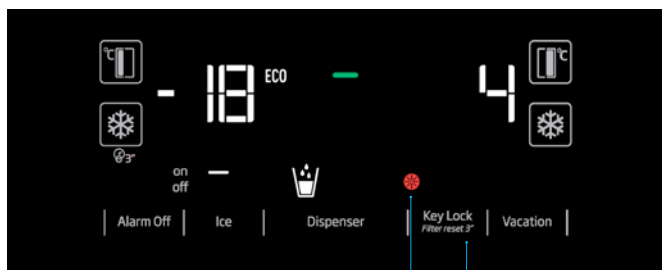 °C
°C
- 18 ECO
4
3"
on
off
Alarm Off
Ice
Dispenser
Key Lock
Filter reset 3"
Vacation